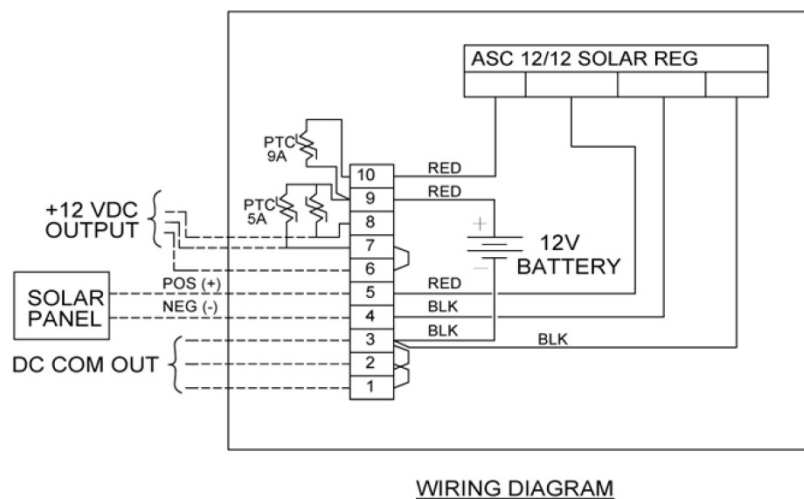 ASC 12/12 SOLAR REG
PTC
9A
10
RED
9
RED
PTC
5A
+12 VDC
OUTPUT
8
+
7
12V
BATTERY
6
−
SOLAR
PANEL
POS (+)
5
RED
NEG (-)
4
BLK
3
BLK
BLK
DC COM OUT
2
1
WIRING DIAGRAM